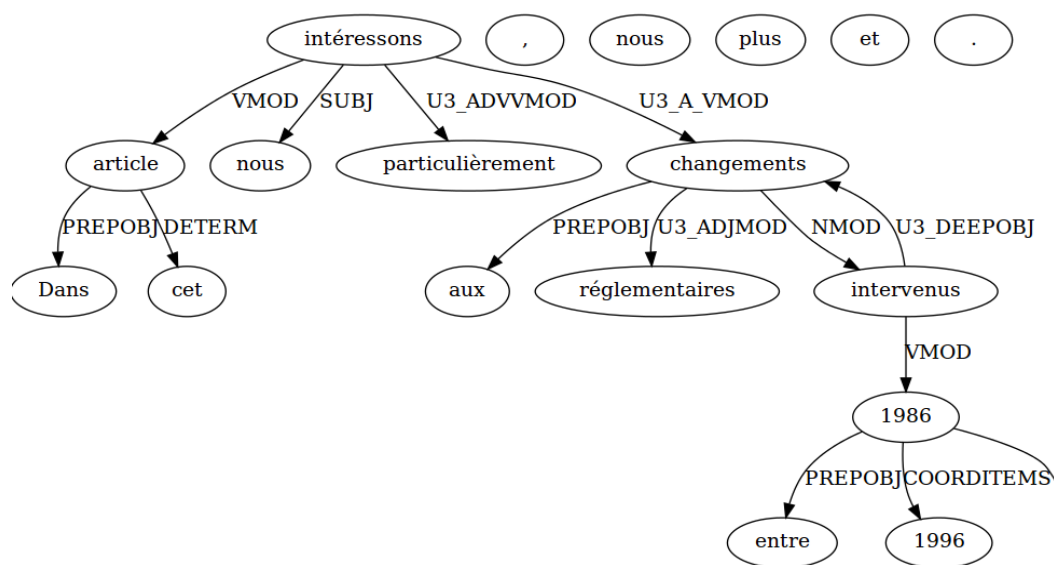 intéressons , nous plus et .
VMOD SUBJ U3_ADVVMOD U3_A_VMOD
article nous particulièrement changements
PREPOBJ DETERM PREPOBJ U3_ADJMOD NMOD U3_DEEPOBJ
Dans cet aux réglementaires intervenus
VMOD
1986
PREPOBJ COORDITEMS
entre 1996